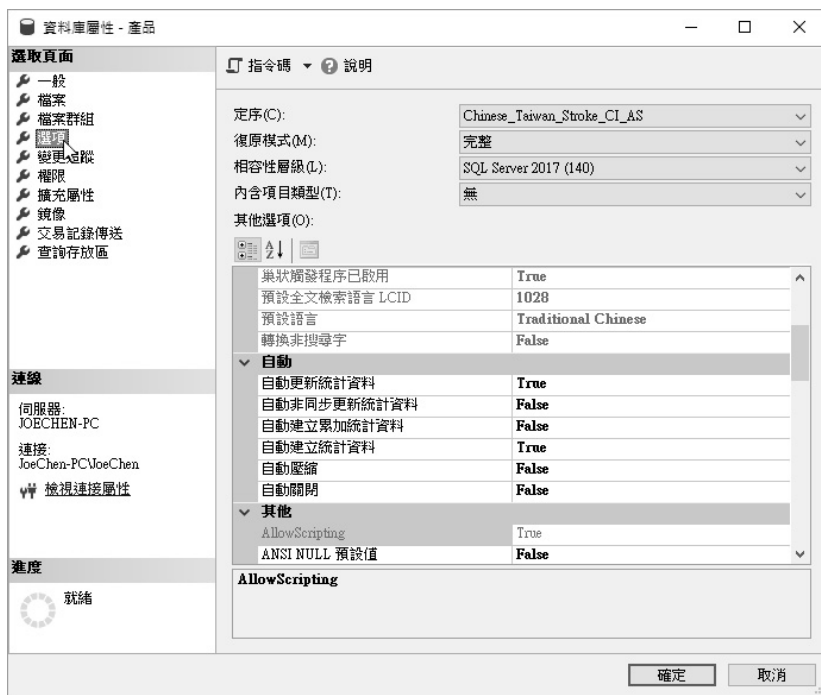 資料庫屬性 - 產品
選取頁面
一般
檔案
檔案群組
選項
變更追蹤
權限
擴充屬性
鏡像
交易記錄傳送
查詢存放區
連線
伺服器:
JOECHEN-PC
連接:
JoeChen-PC\JoeChen
檢視連接屬性
進度
就緒
指令碼 說明
定序(C): Chinese_Taiwan_Stroke_CI_AS
復原模式(M): 完整
相容性層級(L): SQL Server 2017 (140)
內含項目類型(T): 無
其他選項(O):
巢狀觸發程序已啟用 True
預設全文檢索語言 LCID 1028
預設語言 Traditional Chinese
轉換非搜尋字 False
自動
自動更新統計資料 True
自動非同步更新統計資料 False
自動建立累加統計資料 False
自動建立統計資料 True
自動壓縮 False
自動關閉 False
其他
AllowScripting True
ANSI NULL 預設值 False
AllowScripting
確定 取消